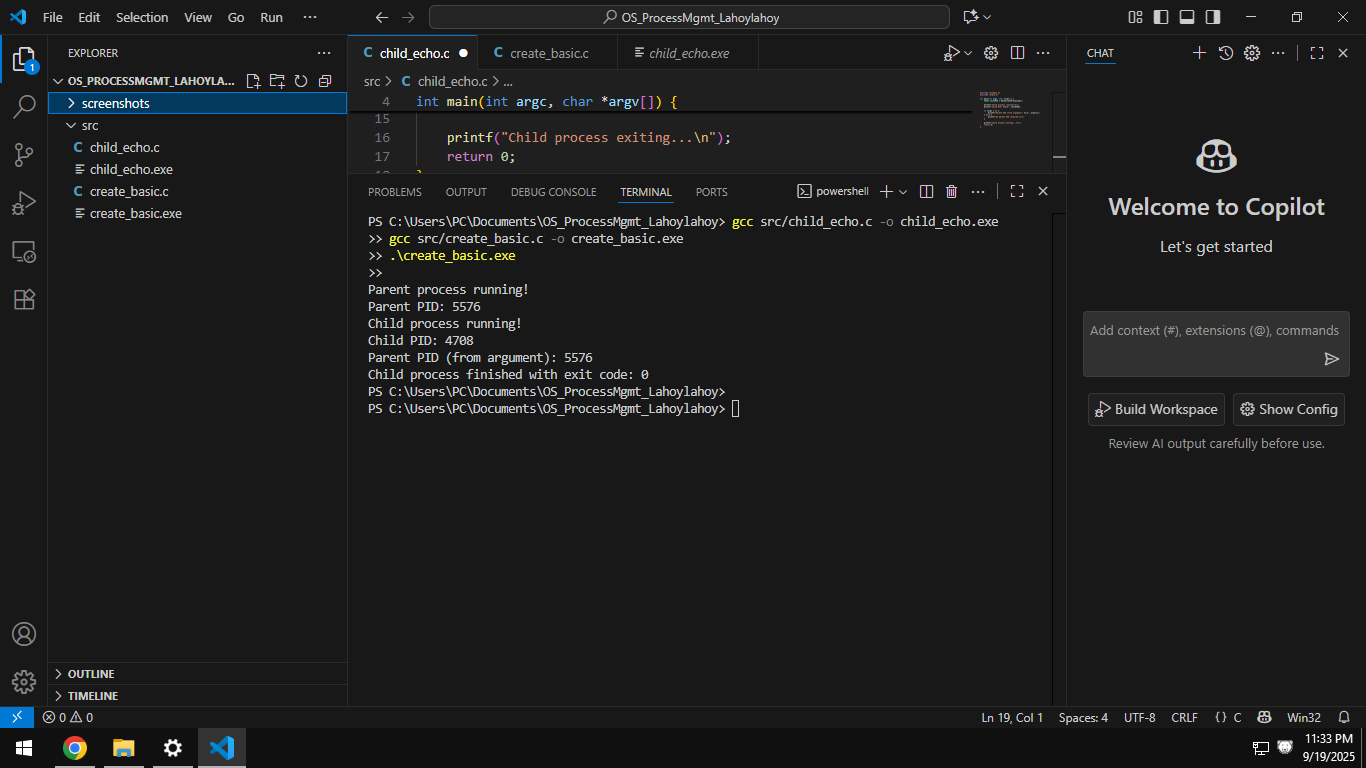 File Edit Selection View Go Run ···
OS_ProcessMgmt_Lahoylahoy
EXPLORER
OS_PROCESSMGMT_LAHOYLA...
screenshots
src
child_echo.c
child_echo.exe
create_basic.c
create_basic.exe
OUTLINE
TIMELINE
1
child_echo.c
create_basic.c
child_echo.exe
src > child_echo.c > ...
4 int main(int argc, char *argv[]) {
15
16 printf("Child process exiting...\n");
17 return 0;
PROBLEMS OUTPUT DEBUG CONSOLE TERMINAL PORTS
powershell
PS C:\Users\PC\Documents\OS_ProcessMgmt_Lahoylahoy> gcc src/child_echo.c -o child_echo.exe
>> gcc src/create_basic.c -o create_basic.exe
>> .\create_basic.exe
>>
Parent process running!
Parent PID: 5576
Child process running!
Child PID: 4708
Parent PID (from argument): 5576
Child process finished with exit code: 0
PS C:\Users\PC\Documents\OS_ProcessMgmt_Lahoylahoy>
PS C:\Users\PC\Documents\OS_ProcessMgmt_Lahoylahoy>
CHAT
Welcome to Copilot
Let's get started
Add context (#), extensions (@), commands
Build Workspace
Show Config
Review AI output carefully before use.
0 0
Ln 19, Col 1 Spaces: 4 UTF-8 CRLF {} C Win32
11:33 PM
9/19/2025